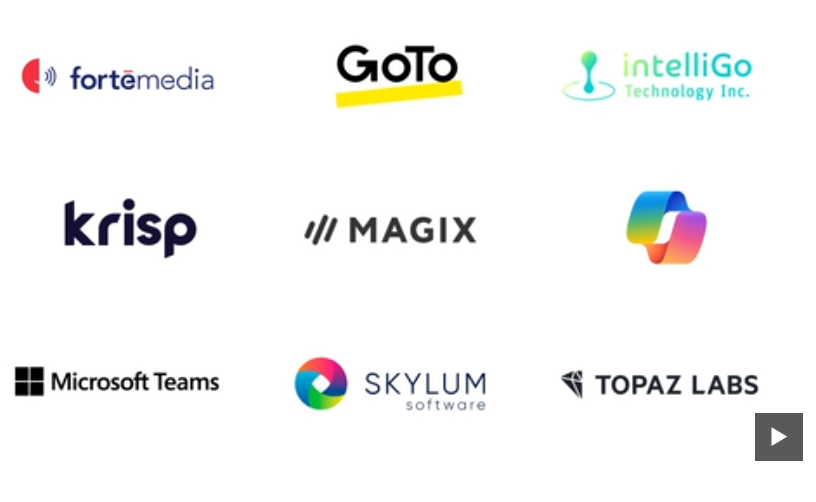 fortēmedia
GoTo
intelliGo
Technology Inc.
krisp
MAGIX
Microsoft Teams
SKYLUM
software
TOPAZ LABS